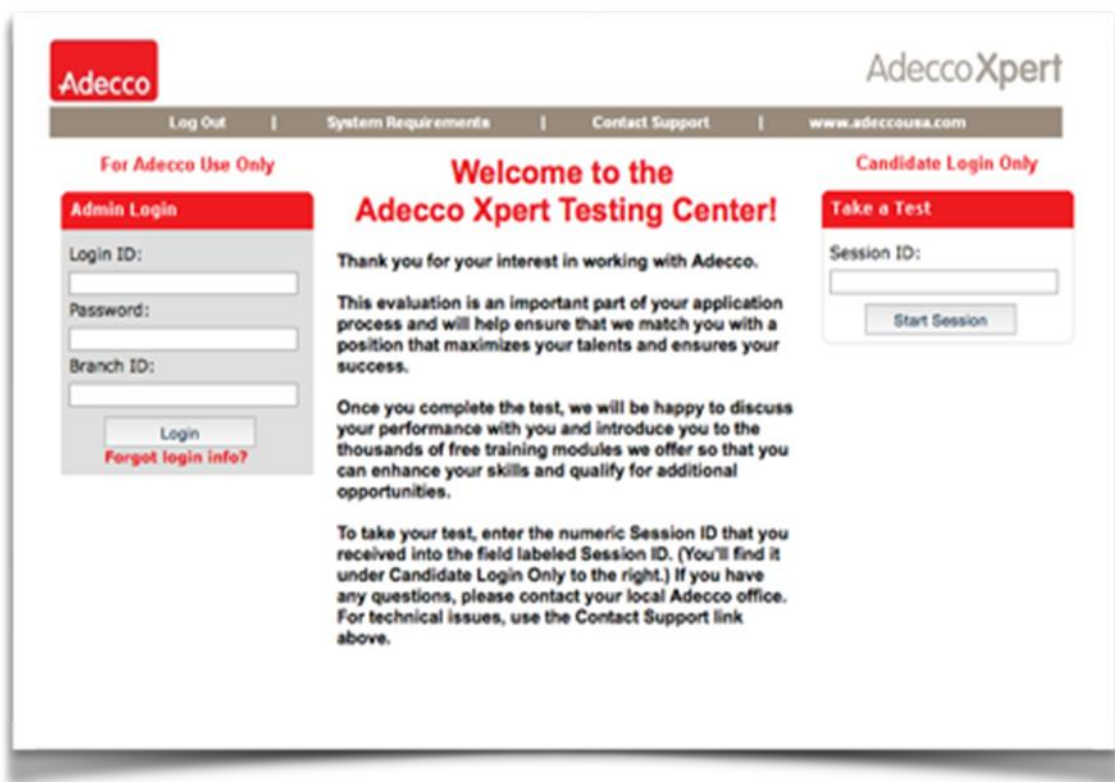 Adecco
Adecco Xpert
Log Out | System Requirements | Contact Support | www.adeccousa.com
For Adecco Use Only
Admin Login
Login ID:
Password:
Branch ID:
Login
Forgot login info?
Welcome to the
Adecco Xpert Testing Center!
Thank you for your interest in working with Adecco.
This evaluation is an important part of your application
process and will help ensure that we match you with a
position that maximizes your talents and ensures your
success.
Once you complete the test, we will be happy to discuss
your performance with you and introduce you to the
thousands of free training modules we offer so that you
can enhance your skills and qualify for additional
opportunities.
To take your test, enter the numeric Session ID that you
received into the field labeled Session ID. (You'll find it
under Candidate Login Only to the right.) If you have
any questions, please contact your local Adecco office.
For technical issues, use the Contact Support link
above.
Candidate Login Only
Take a Test
Session ID:
Start Session